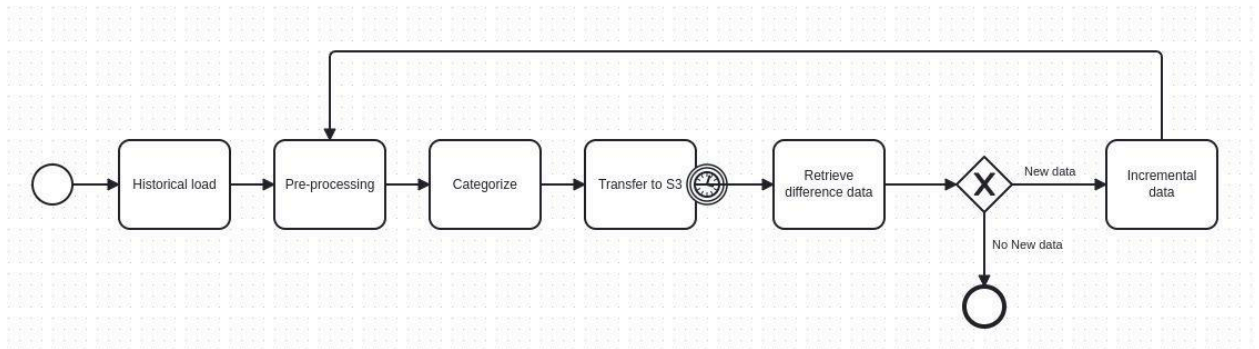 Historical load
Pre-processing
Categorize
Transfer to S3
Retrieve
difference data
New data
Incremental
data
No New data